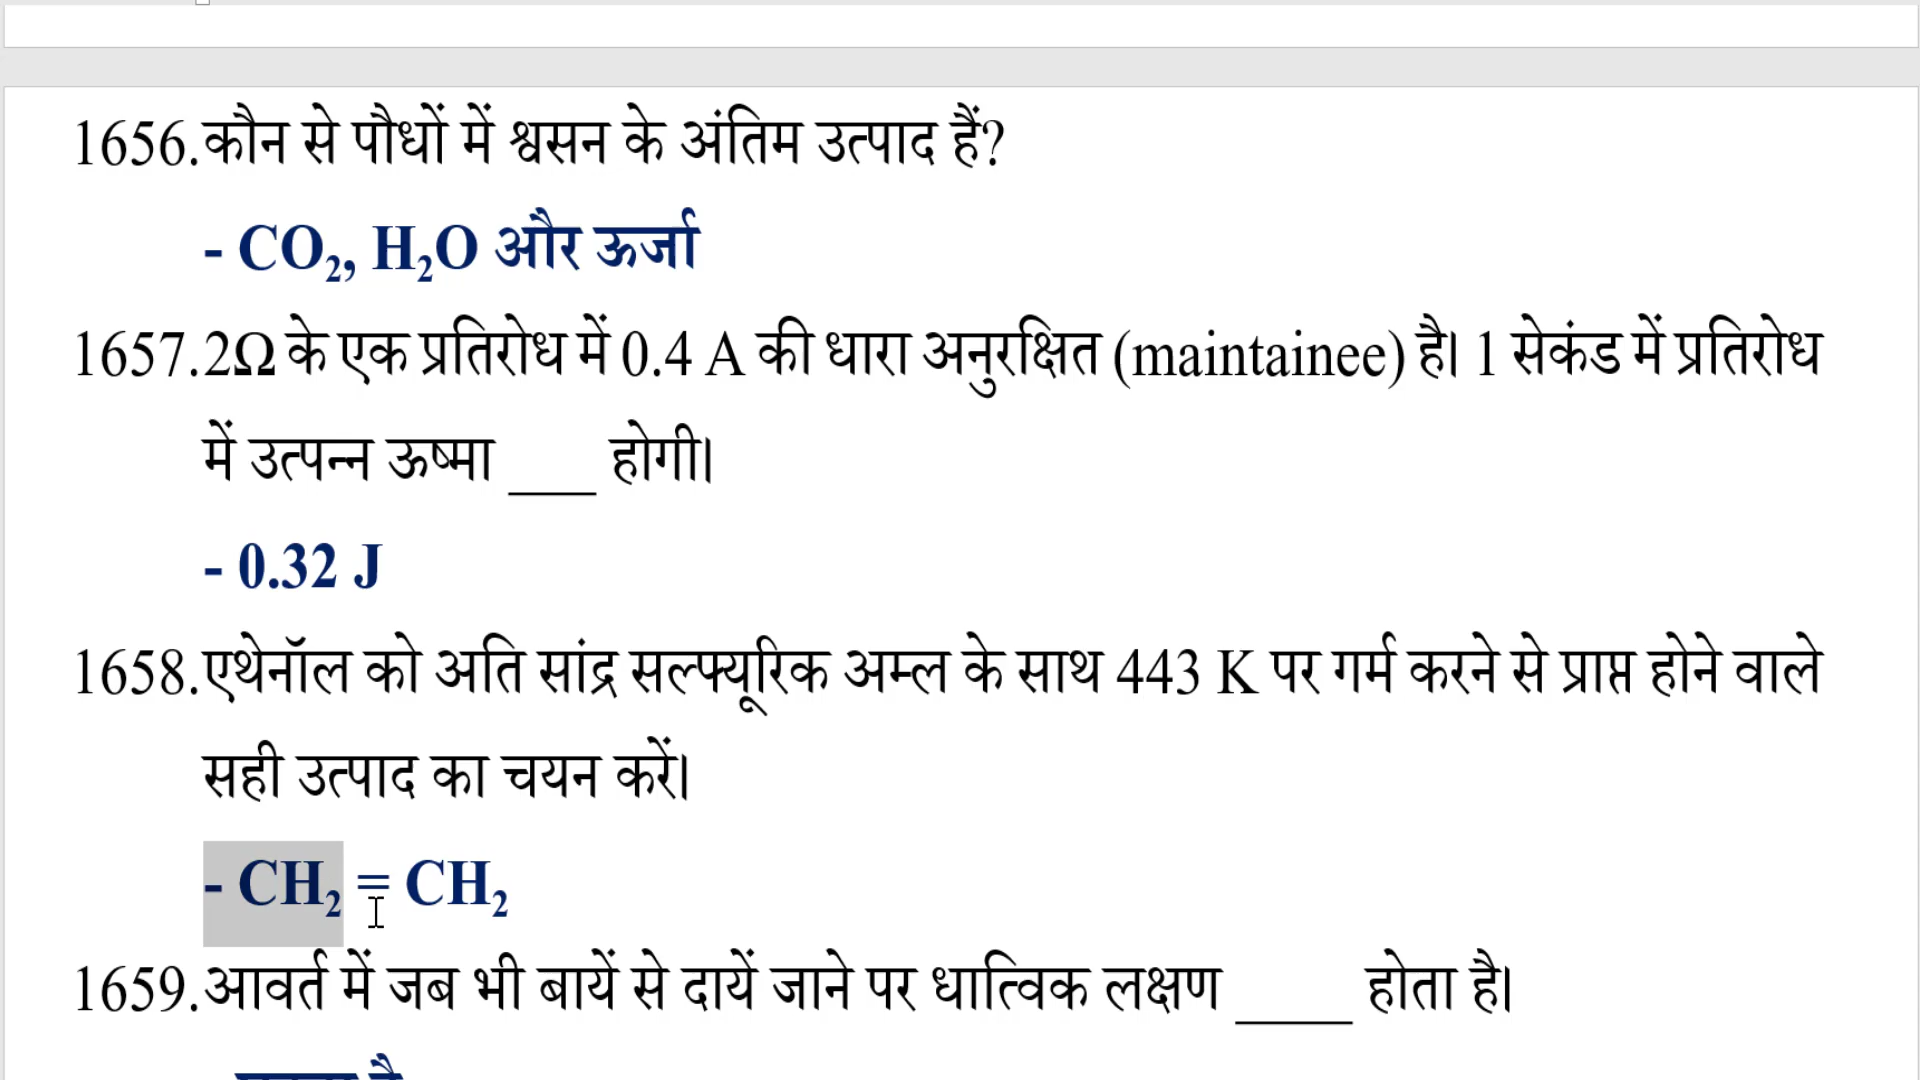 1656.कौन से पौधों में श्वसन के अंतिम उत्पाद हैं?
- CO₂, H₂O और ऊर्जा
1657.2Ω के एक प्रतिरोध में 0.4 A की धारा अनुरक्षित (maintainee) है। 1 सेकंड में प्रतिरोध
में उत्पन्न ऊष्मा ___ होगी।
- 0.32 J
1658.एथेनॉल को अति सांद्र सल्फ्यूरिक अम्ल के साथ 443 K पर गर्म करने से प्राप्त होने वाले
सही उत्पाद का चयन करें।
- CH₂ = CH₂
1659.आवर्त में जब भी बायें से दायें जाने पर धात्विक लक्षण ____ होता है।